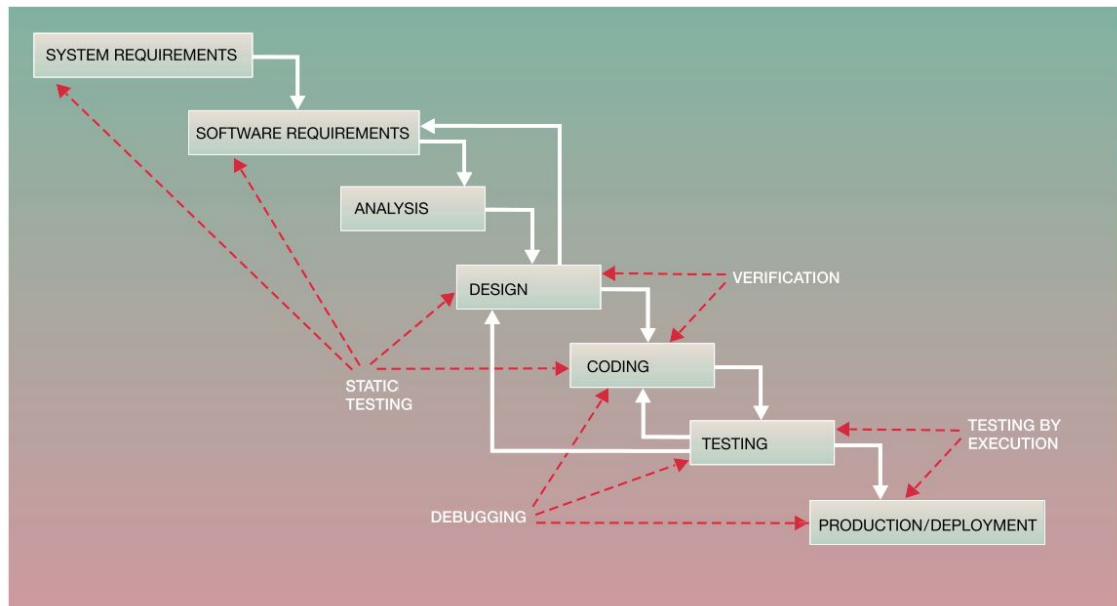 SYSTEM REQUIREMENTS
SOFTWARE REQUIREMENTS
ANALYSIS
DESIGN
VERIFICATION
CODING
STATIC
TESTING
TESTING
TESTING BY
EXECUTION
DEBUGGING
PRODUCTION/DEPLOYMENT